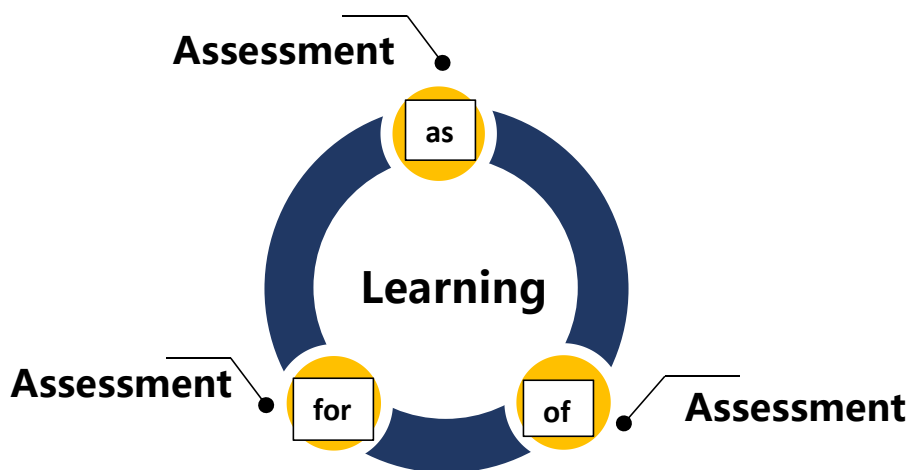 Assessment
as
Learning
Assessment
for
of
Assessment